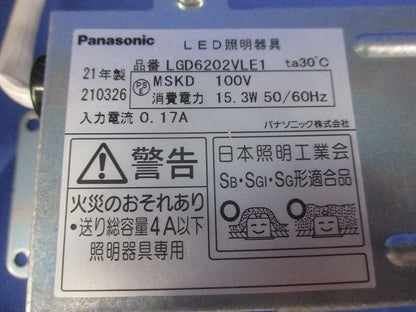 Panasonic LED照明器具
品番 LGD6202VLE1 ta30℃
21年製 MSKD 100V
210326 消費電力 15.3W 50/60Hz
入力電流 0.17A
パナソニック株式会社
警告
火災のおそれあり
・送り総容量4A以下
照明器具専用
日本照明工業会
SB・SGI・SG形適合品